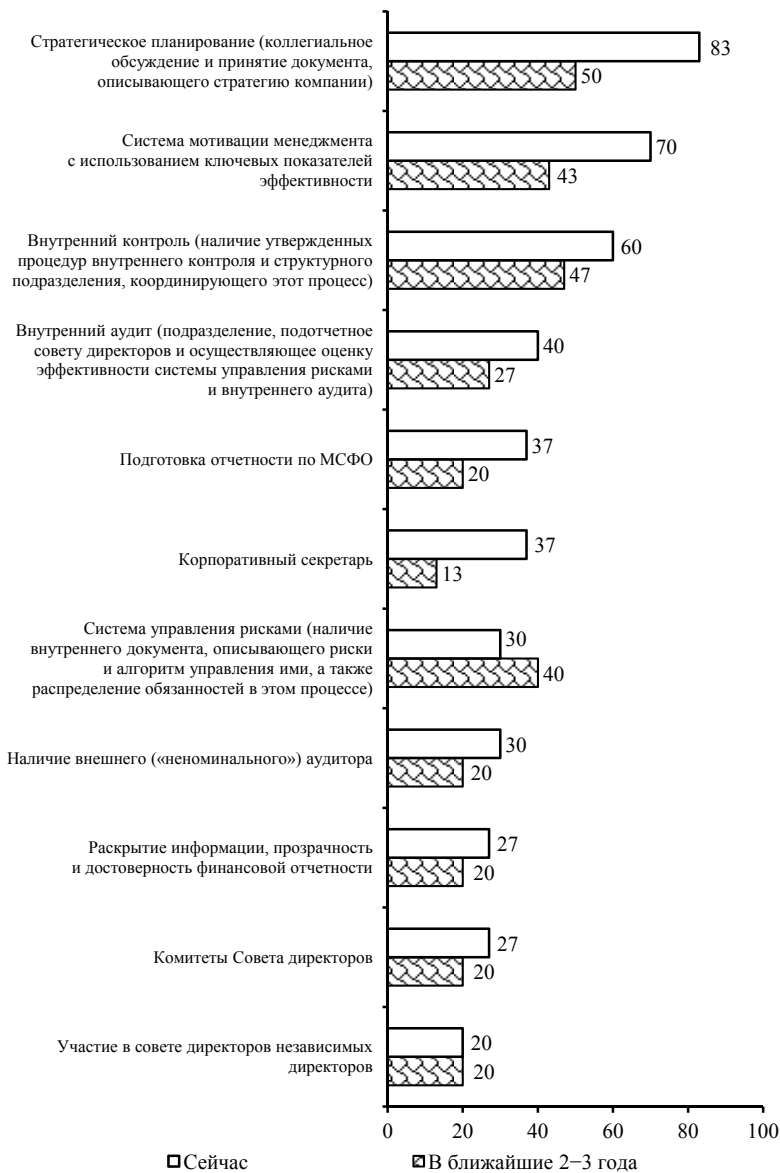 Стратегическое планирование (коллегиальное
обсуждение и принятие документа,
описывающего стратегию компании)
83
50
Система мотивации менеджмента
с использованием ключевых показателей
эффективности
70
43
Внутренний контроль (наличие утвержденных
процедур внутреннего контроля и структурного
подразделения, координирующего этот процесс)
60
47
Внутренний аудит (подразделение, подотчетное
совету директоров и осуществляющее оценку
эффективности системы управления рисками
и внутреннего аудита)
40
27
Подготовка отчетности по МСФО
37
20
Корпоративный секретарь
37
13
Система управления рисками (наличие
внутреннего документа, описывающего риски
и алгоритм управления ими, а также
распределение обязанностей в этом процессе)
30
40
Наличие внешнего («неноминального») аудитора
30
20
Раскрытие информации, прозрачность
и достоверность финансовой отчетности
27
20
Комитеты Совета директоров
27
20
Участие в совете директоров независимых
директоров
20
20
0 20 40 60 80 100
Сейчас В ближайшие 2−3 года